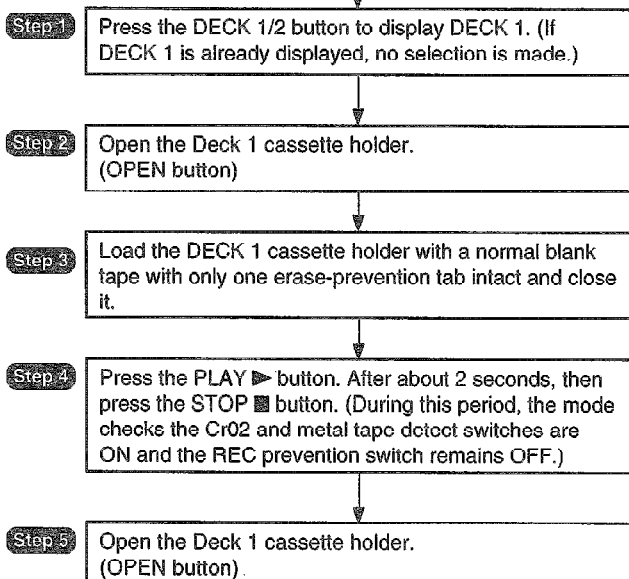 Step 1
Press the DECK 1/2 button to display DECK 1. (If
DECK 1 is already displayed, no selection is made.)
Step 2
Open the Deck 1 cassette holder.
(OPEN button)
Step 3
Load the DECK 1 cassette holder with a normal blank
tape with only one erase-prevention tab intact and close
it.
Step 4
Press the PLAY ▶ button. After about 2 seconds, then
press the STOP ■ button. (During this period, the mode
checks the Cr02 and metal tape detect switches are
ON and the REC prevention switch remains OFF.)
Step 5
Open the Deck 1 cassette holder.
(OPEN button)